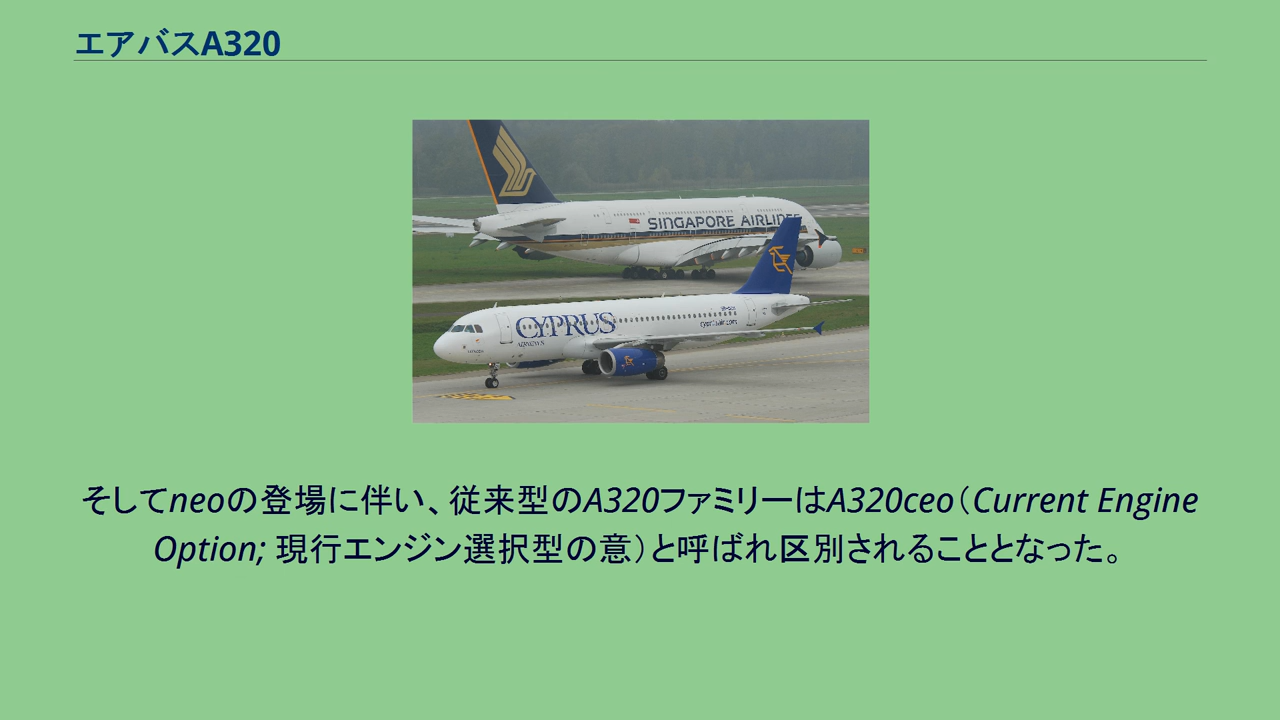 エアバスA320
SINGAPORE AIRLINES
CYPRUS
AIRWAYS
そしてneoの登場に伴い、従来型のA320ファミリーはA320ceo（Current Engine
Option; 現行エンジン選択型の意）と呼ばれ区別されることとなった。